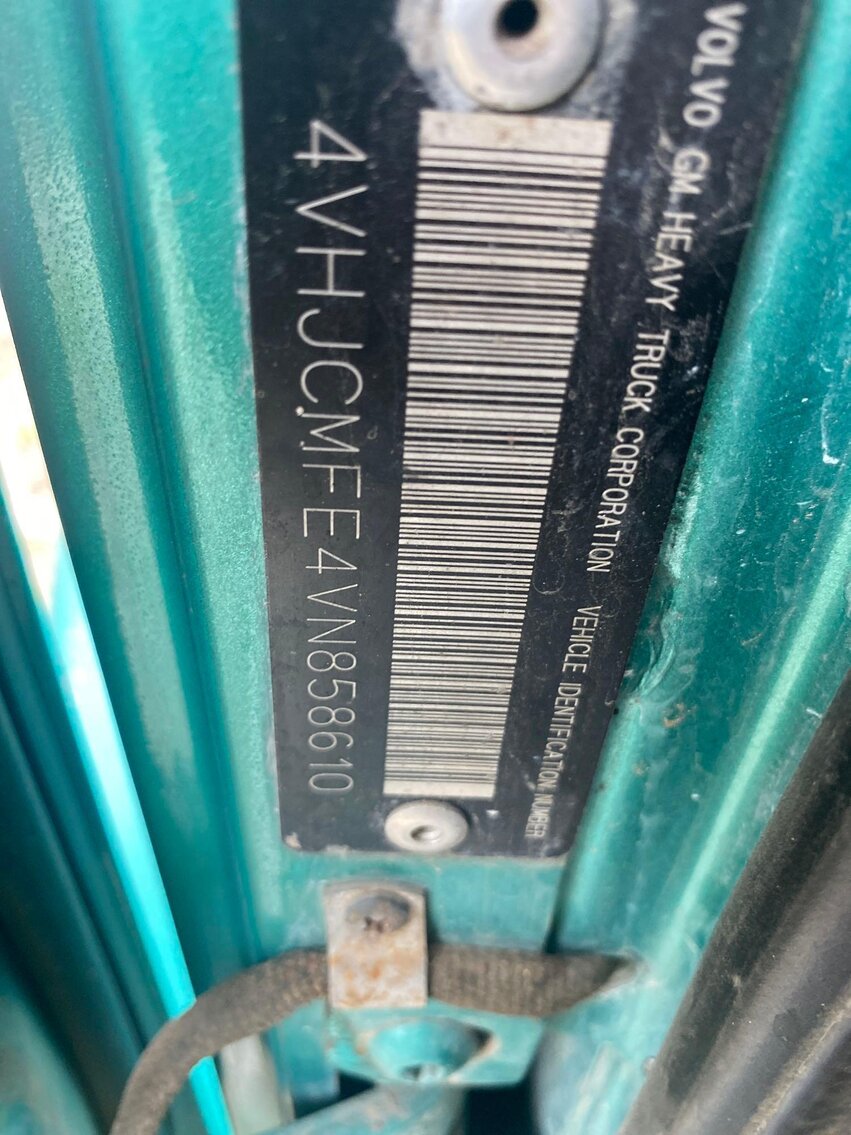 VOLVO GM HEAVY TRUCK CORPORATION VEHICLE IDENTIFICATION NUMBER
4VHJCMFE4VN858610